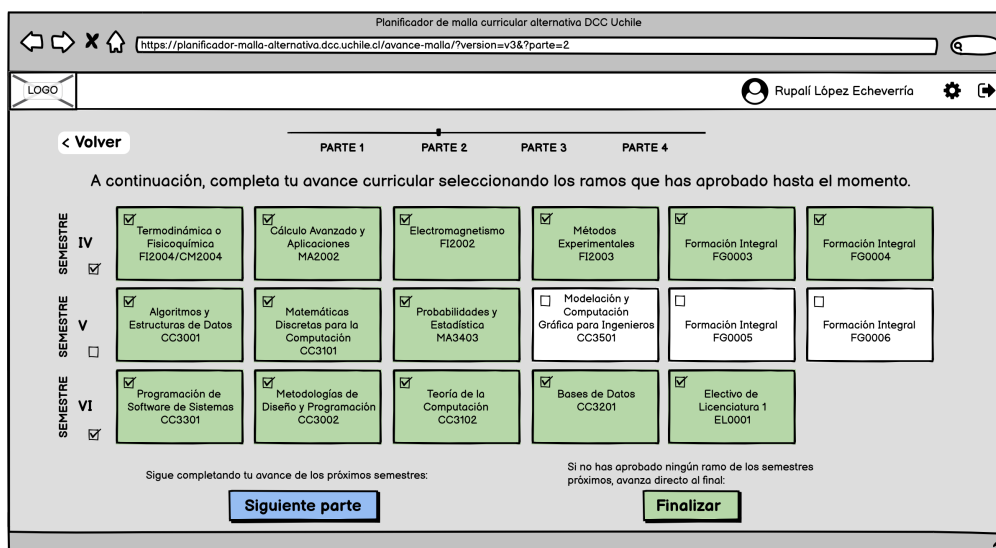 Planificador de malla curricular alternativa DCC Uchile
https://planificador-malla-alternativa.dcc.uchile.cl/avance-malla/?version=v3&?parte=2
LOGO
Rupalí López Echeverría
< Volver
PARTE 1
PARTE 2
PARTE 3
PARTE 4
A continuación, completa tu avance curricular seleccionando los ramos que has aprobado hasta el momento.
SEMESTRE
IV
Termodinámica o
Fisicoquímica
FI2004/CM2004
Cálculo Avanzado y
Aplicaciones
MA2002
Electromagnetismo
FI2002
Métodos
Experimentales
FI2003
Formación Integral
FG0003
Formación Integral
FG0004
SEMESTRE
V
Algoritmos y
Estructuras de Datos
CC3001
Matemáticas
Discretas para la
Computación
CC3101
Probabilidades y
Estadística
MA3403
Modelación y
Computación
Gráfica para Ingenieros
CC3501
Formación Integral
FG0005
Formación Integral
FG0006
SEMESTRE
VI
Programación de
Software de Sistemas
CC3301
Metodologías de
Diseño y Programación
CC3002
Teoría de la
Computación
CC3102
Bases de Datos
CC3201
Electivo de
Licenciatura 1
EL0001
Sigue completando tu avance de los próximos semestres:
Siguiente parte
Si no has aprobado ningún ramo de los semestres
próximos, avanza directo al final:
Finalizar